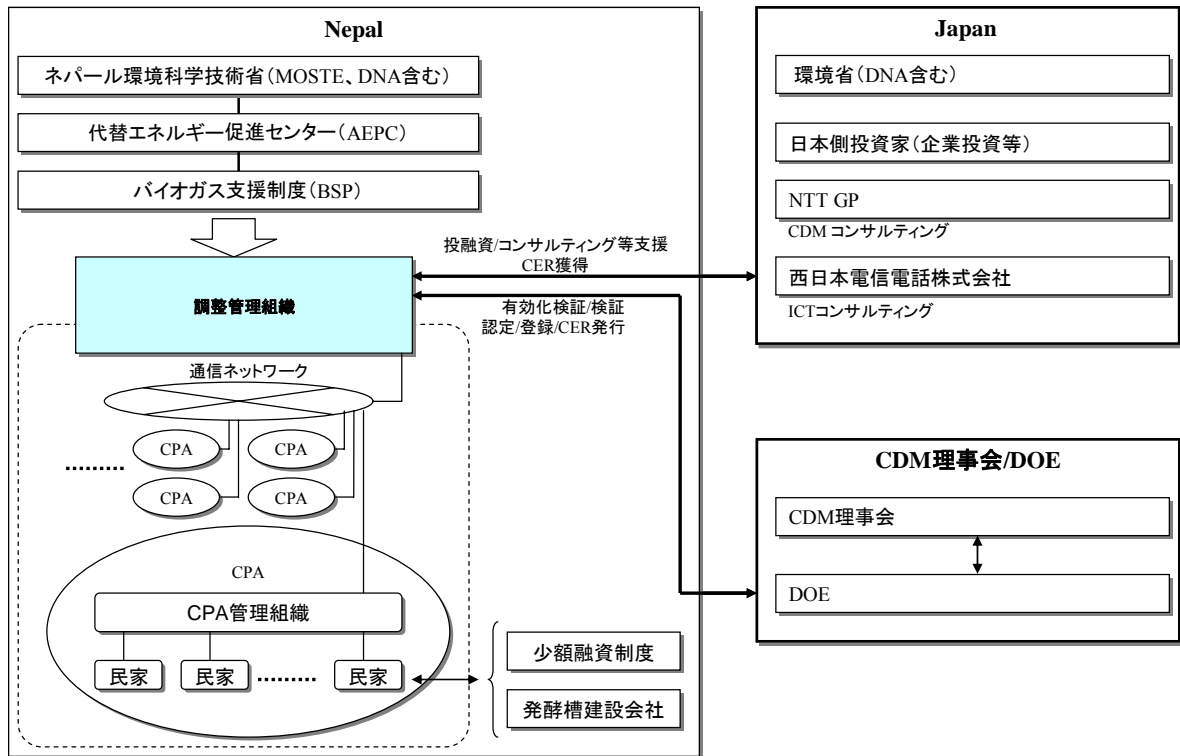 Nepal
ネパール環境科学技術省(MOSTE、DNA含む)
代替エネルギー促進センター(AEPC)
バイオガス支援制度(BSP)
調整管理組織
投融資/コンサルティング等支援
CER獲得
有効化検証/検証
認定/登録/CER発行
通信ネットワーク
CPA
CPA
.........
CPA
CPA
CPA
CPA管理組織
民家
民家
.........
民家
少額融資制度
発酵槽建設会社
Japan
環境省(DNA含む)
日本側投資家(企業投資等)
NTT GP
CDM コンサルティング
西日本電信電話株式会社
ICTコンサルティング
CDM理事会/DOE
CDM理事会
DOE